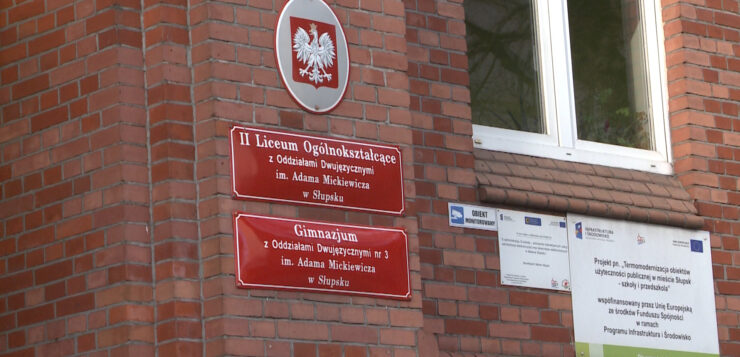 II Liceum Ogólnokształcące
z Oddziałami Dwujęzycznymi
im. Adama Mickiewicza
w Słupsku
Gimnazjum
z Oddziałami Dwujęzycznymi nr 3
im. Adama Mickiewicza
w Słupsku
OBIEKT
MONITOROWANY
INFRASTRUKTURA
I ŚRODOWISKO
Projekt pn. „Termomodernizacja obiektów
użyteczności publicznej w mieście Słupsk
- szkoły i przedszkola"
współfinansowany przez Unię Europejską
ze środków Funduszu Spójności
w ramach
Programu Infrastruktura i Środowisko